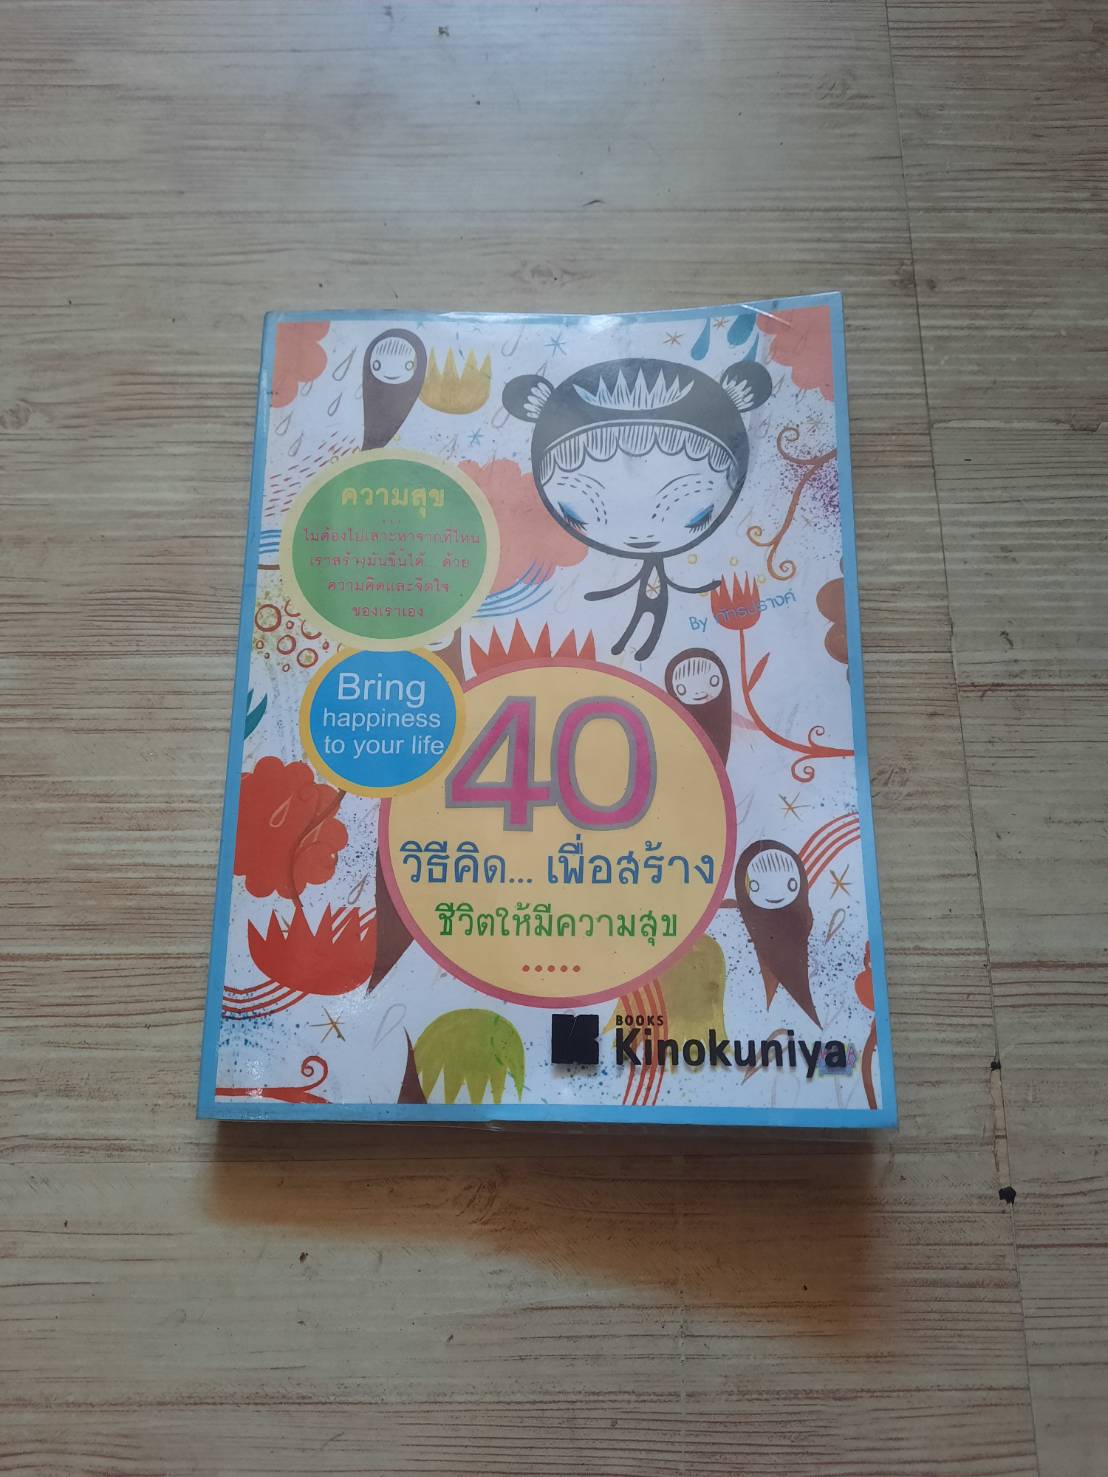 ความสุข
...
ไม่ต้องไปเสาะหาจากที่ไหน
เราสร้างมันขึ้นได้... ด้วย
ความคิดและจิตใจ
ของเราเอง
By
Bring
happiness
to your life
40
วิธีคิด... เพื่อสร้าง
ชีวิตให้มีความสุข
.....
BOOKS
Kinokuniya